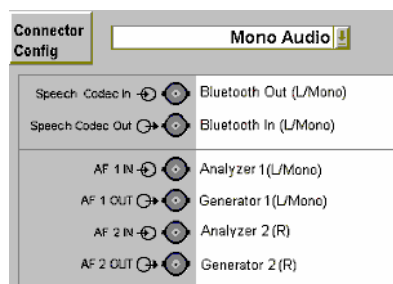 Connector Config
Mono Audio
Speech Codec In Bluetooth Out (L/Mono)
Speech Codec Out Bluetooth In (L/Mono)
AF 1 IN Analyzer 1(L/Mono)
AF 1 OUT Generator 1(L/Mono)
AF 2 IN Analyzer 2 (R)
AF 2 OUT Generator 2 (R)